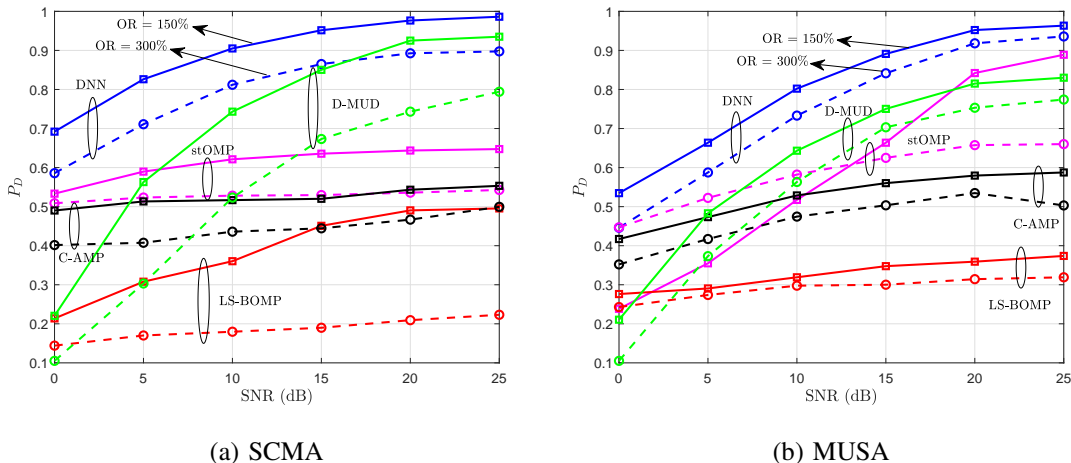 1
0.9
0.8
0.7
0.6
0.5
0.4
0.3
0.2
0.1
P_D
0 5 10 15 20 25
SNR (dB)
OR = 150%
OR = 300%
DNN
D-MUD
stOMP
C-AMP
LS-BOMP
(a) SCMA
1
0.9
0.8
0.7
0.6
0.5
0.4
0.3
0.2
0.1
P_D
0 5 10 15 20 25
SNR (dB)
OR = 150%
OR = 300%
DNN
D-MUD
stOMP
C-AMP
LS-BOMP
(b) MUSA